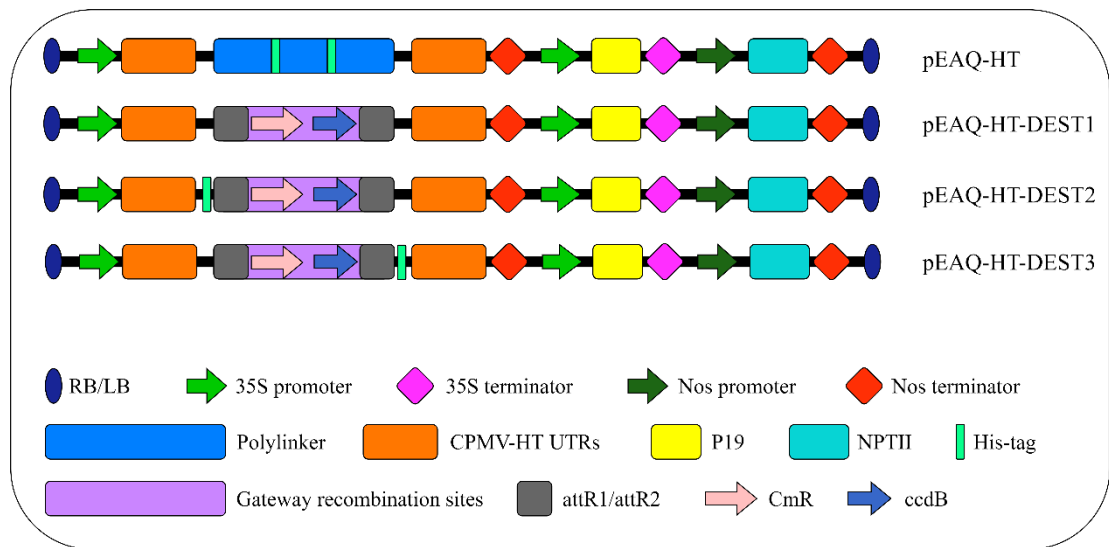 pEAQ-HT
pEAQ-HT-DEST1
pEAQ-HT-DEST2
pEAQ-HT-DEST3
RB/LB 35S promoter 35S terminator Nos promoter Nos terminator
Polylinker CPMV-HT UTRs P19 NPTII His-tag
Gateway recombination sites attR1/attR2 CmR ccdB